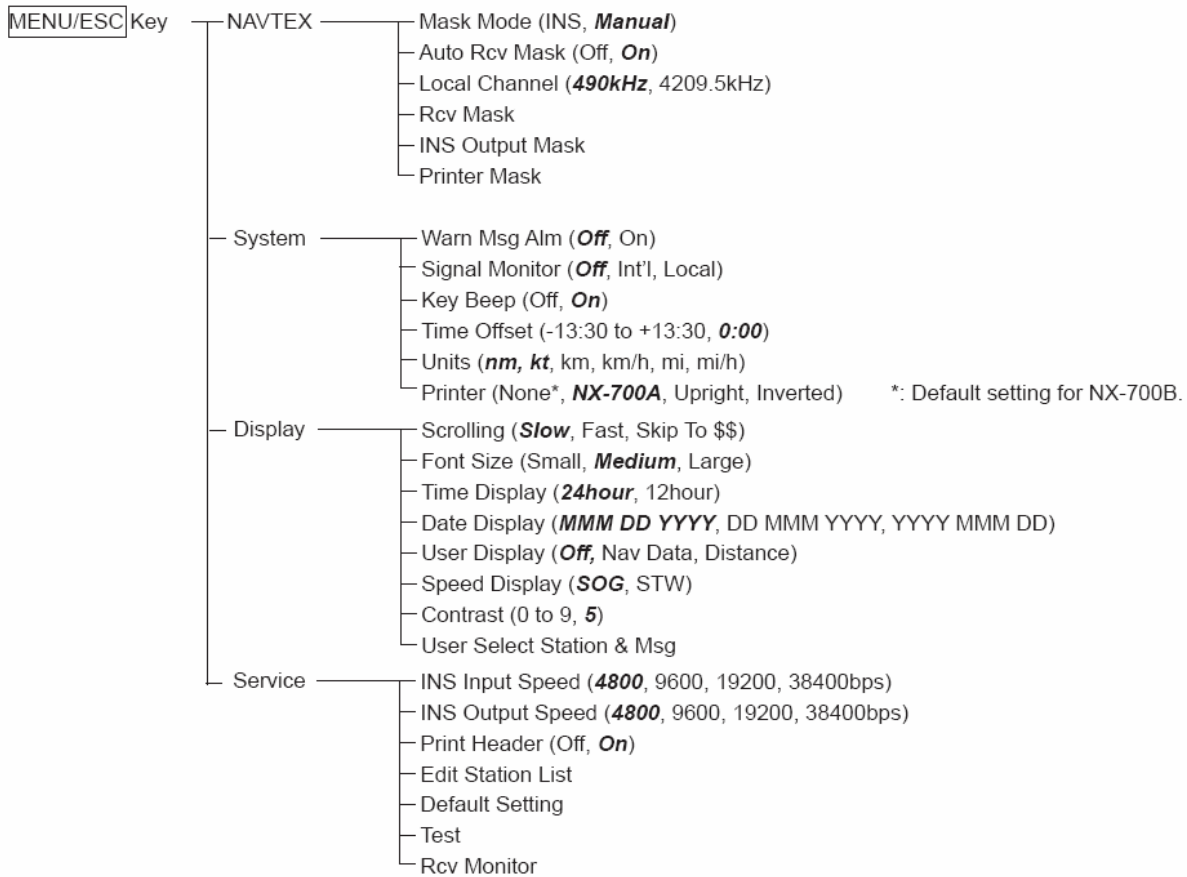 MENU/ESC Key NAVTEX Mask Mode (INS, Manual)
Auto Rcv Mask (Off, On)
Local Channel (490kHz, 4209.5kHz)
Rcv Mask
INS Output Mask
Printer Mask
System Warn Msg Alm (Off, On)
Signal Monitor (Off, Int'l, Local)
Key Beep (Off, On)
Time Offset (-13:30 to +13:30, 0:00)
Units (nm, kt, km, km/h, mi, mi/h)
Printer (None*, NX-700A, Upright, Inverted) *: Default setting for NX-700B.
Display Scrolling (Slow, Fast, Skip To $$)
Font Size (Small, Medium, Large)
Time Display (24hour, 12hour)
Date Display (MMM DD YYYY, DD MMM YYYY, YYYY MMM DD)
User Display (Off, Nav Data, Distance)
Speed Display (SOG, STW)
Contrast (0 to 9, 5)
User Select Station & Msg
Service INS Input Speed (4800, 9600, 19200, 38400bps)
INS Output Speed (4800, 9600, 19200, 38400bps)
Print Header (Off, On)
Edit Station List
Default Setting
Test
Rcv Monitor